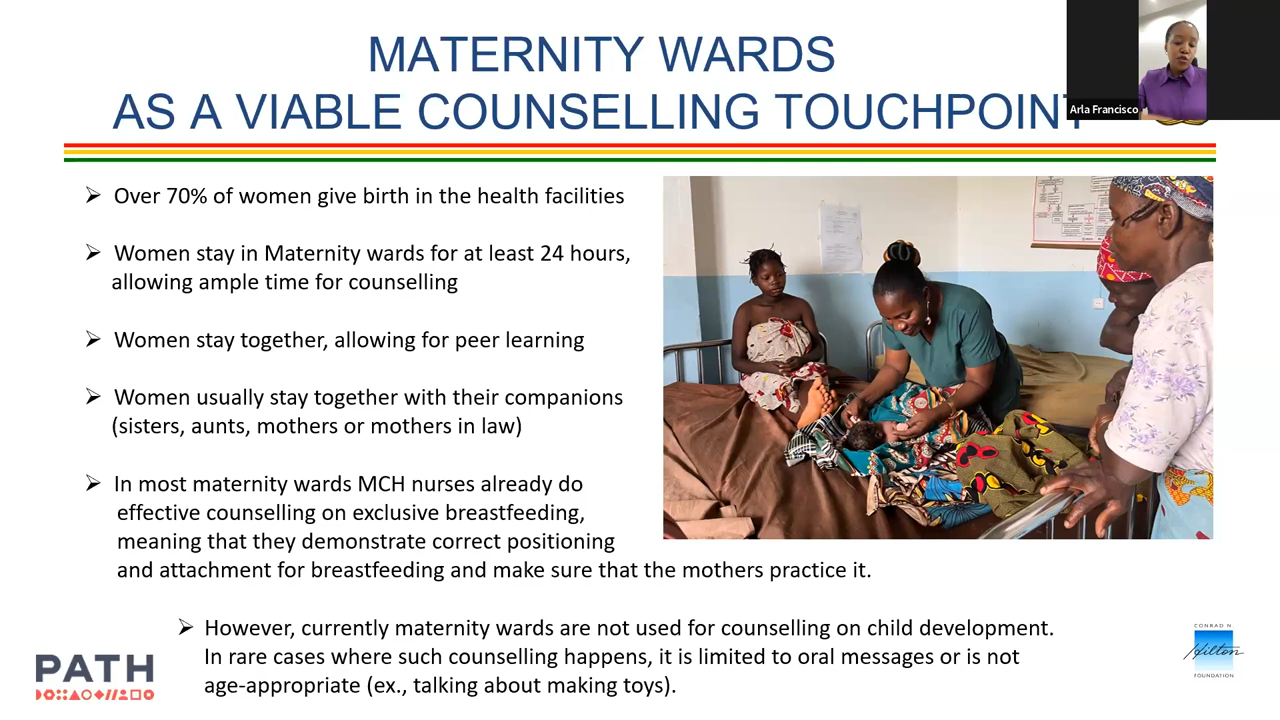 MATERNITY WARDS
AS A VIABLE COUNSELLING TOUCHPOINT
Arla Francisco
➢ Over 70% of women give birth in the health facilities
➢ Women stay in Maternity wards for at least 24 hours,
allowing ample time for counselling
➢ Women stay together, allowing for peer learning
➢ Women usually stay together with their companions
(sisters, aunts, mothers or mothers in law)
➢ In most maternity wards MCH nurses already do
effective counselling on exclusive breastfeeding,
meaning that they demonstrate correct positioning
and attachment for breastfeeding and make sure that the mothers practice it.
➢ However, currently maternity wards are not used for counselling on child development.
In rare cases where such counselling happens, it is limited to oral messages or is not
age-appropriate (ex., talking about making toys).
PATH
CONRAD N.
Hilton
FOUNDATION